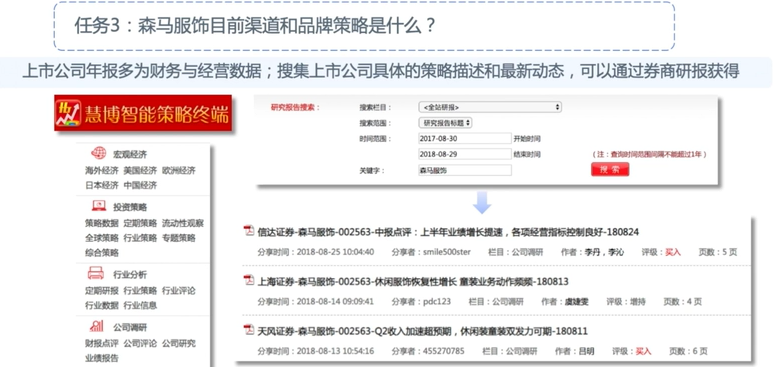 任务3：森马服饰目前渠道和品牌策略是什么？
上市公司年报多为财务与经营数据；搜集上市公司具体的策略描述和最新动态，可以通过券商研报获得
慧博智能策略终端
宏观经济
海外经济 美国经济 欧洲经济
日本经济 中国经济
投资策略
策略数据 定期策略 流动性观察
全球策略 行业策略 专题策略
综合策略
行业分析
定期研报 行业策略 行业评论
行业数据 行业信息
公司调研
财报点评 公司评论 公司研究
业绩报告
研究报告搜索： 搜索栏目： <全站研报>
搜索范围： 研究报告标题
时间范围： 2017-08-30 开始时间
2018-08-29 结束时间 （注：查询时间范围间隔不能超过1年）
关键字： 森马服饰 搜 索
信达证券-森马服饰-002563-中报点评：上半年业绩增长提速，各项经营指标控制良好-180824
分享时间：2018-08-25 10:04:40 分享者：smile500ster 栏目：公司调研 作者：李丹，李沁 评级：买入 页数：5 页
上海证券-森马服饰-002563-休闲服饰恢复性增长 童装业务动作频频-180813
分享时间：2018-08-14 09:09:41 分享者：pdc123 栏目：公司调研 作者：虞婕雯 评级：增持 页数：4 页
天风证券-森马服饰-002563-Q2收入加速超预期，休闲装童装双发力可期-180811
分享时间：2018-08-13 10:54:16 分享者：455270785 栏目：公司调研 作者：吕明 评级：买入 页数：6 页